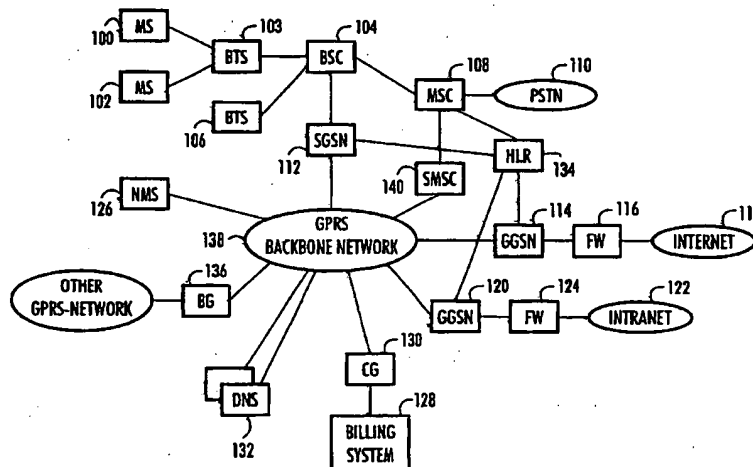 100 MS
103
BTS
104
BSC
102 MS
106 BTS
108
MSC
110
PSTN
112 SGSN
140 SMSC
HLR
134
126 NMS
138 GPRS
BACKBONE NETWORK
114
GGSN
116
FW
11
INTERNET
OTHER
GPRS-NETWORK
136
BG
120
GGSN
124
FW
122
INTRANET
130
CG
DNS
132
128
BILLING
SYSTEM